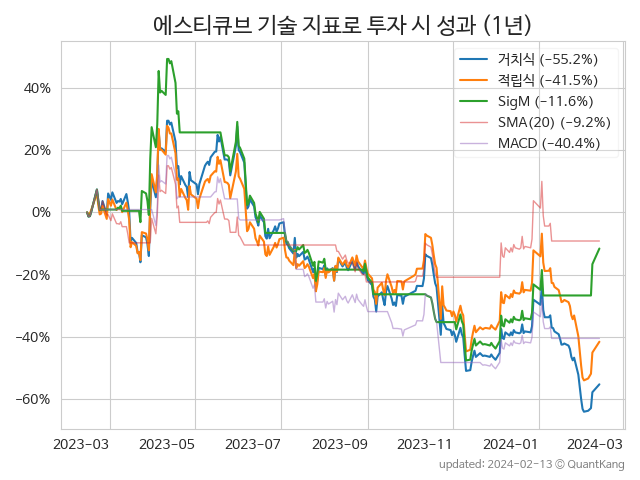 에스티큐브 기술 지표로 투자 시 성과 (1년)
거치식 (−55.2%)
적립식 (−41.5%)
SigM (−11.6%)
SMA(20) (−9.2%)
MACD (−40.4%)
40%
20%
0%
−20%
−40%
−60%
2023-03 2023-05 2023-07 2023-09 2023-11 2024-01 2024-03
updated: 2024-02-13 © QuantKang